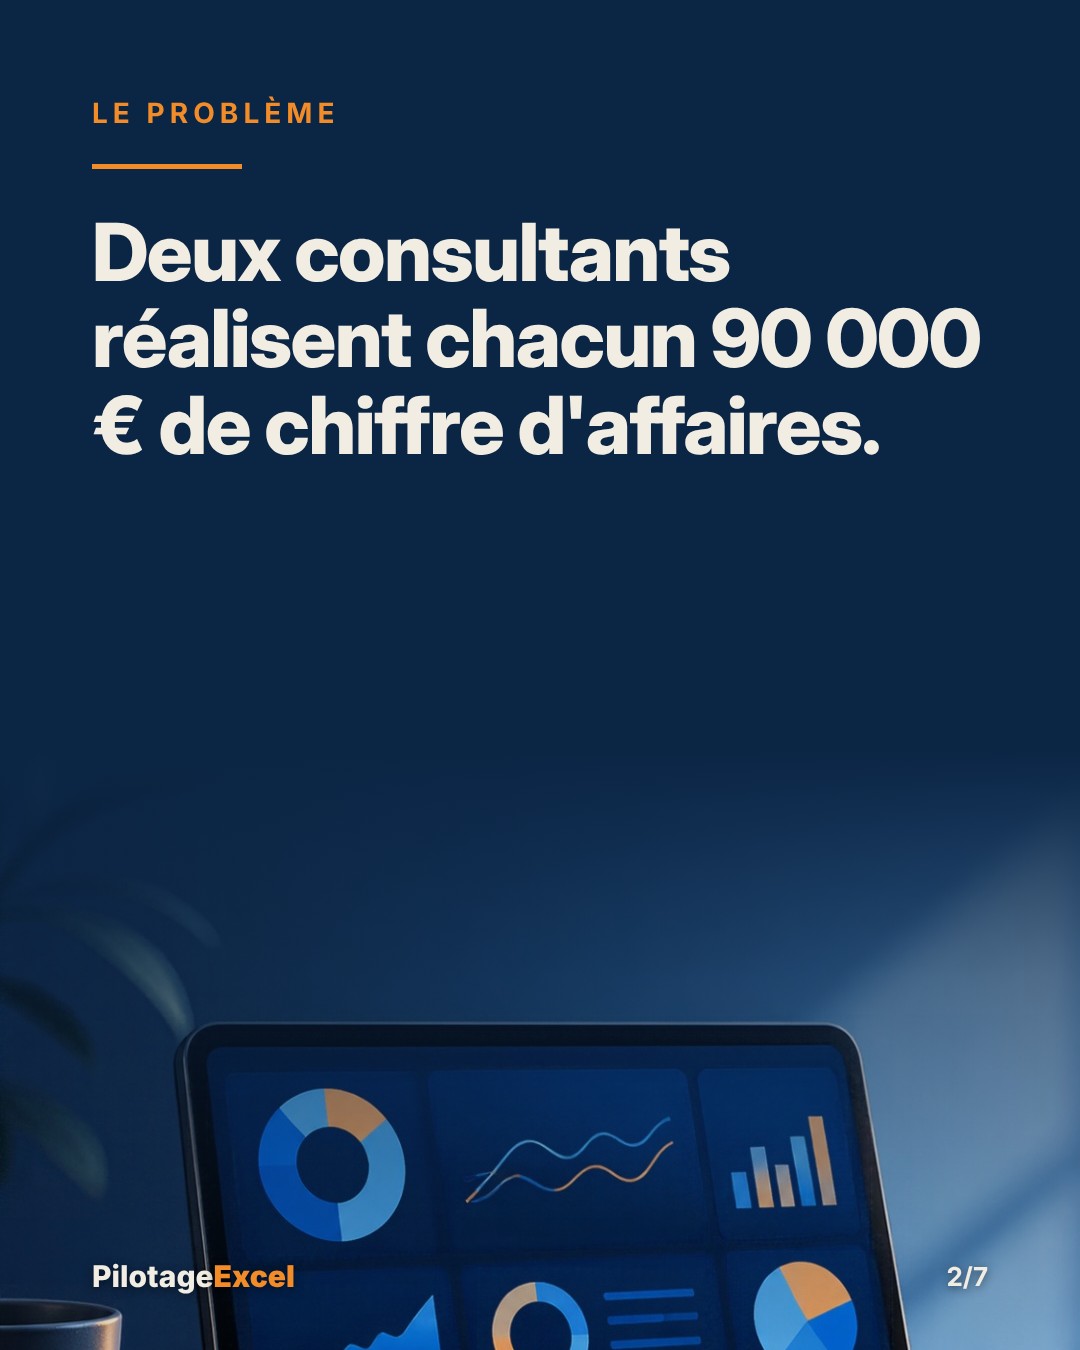 LE PROBLÈME
Deux consultants
réalisent chacun 90 000
€ de chiffre d'affaires.
PilotageExcel
2/7